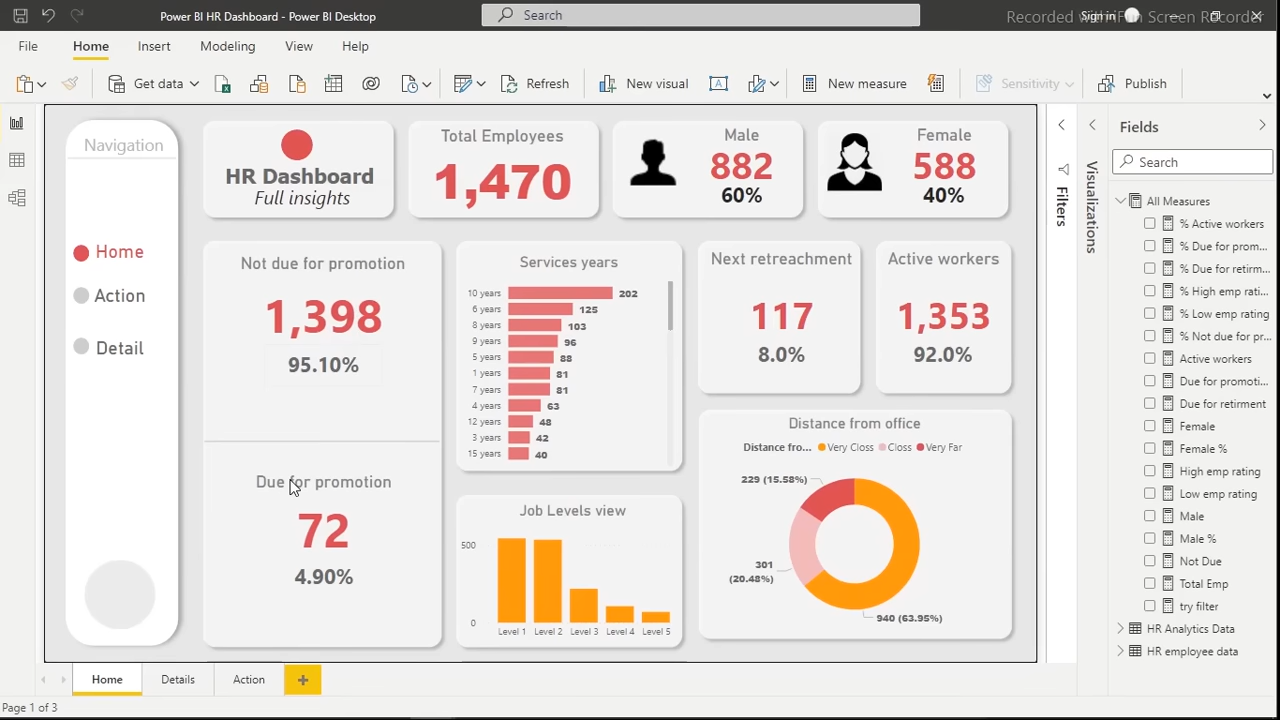 Power BI HR Dashboard - Power BI Desktop
Search
Recorded with iFun Screen Recorder
Sign in
File
Home
Insert
Modeling
View
Help
Get data
Refresh
New visual
New measure
Sensitivity
Publish
Navigation
Home
Action
Detail
HR Dashboard
Full insights
Total Employees
1,470
Male
882
60%
Female
588
40%
Not due for promotion
1,398
95.10%
Due for promotion
72
4.90%
Services years
10 years 202
6 years 125
8 years 103
9 years 96
5 years 88
1 years 81
7 years 81
4 years 63
12 years 48
3 years 42
15 years 40
Job Levels view
500
0
Level 1 Level 2 Level 3 Level 4 Level 5
Next retreachment
117
8.0%
Active workers
1,353
92.0%
Distance from office
Distance fro... Very Closs Closs Very Far
229 (15.58%)
301
(20.48%)
940 (63.95%)
Filters
Visualizations
Fields
Search
All Measures
% Active workers
% Due for prom...
% Due for retirm...
% High emp rati...
% Low emp rating
% Not due for pr...
Active workers
Due for promoti...
Due for retirment
Female
Female %
High emp rating
Low emp rating
Male
Male %
Not Due
Total Emp
try filter
HR Analytics Data
HR employee data
Home
Details
Action
Page 1 of 3